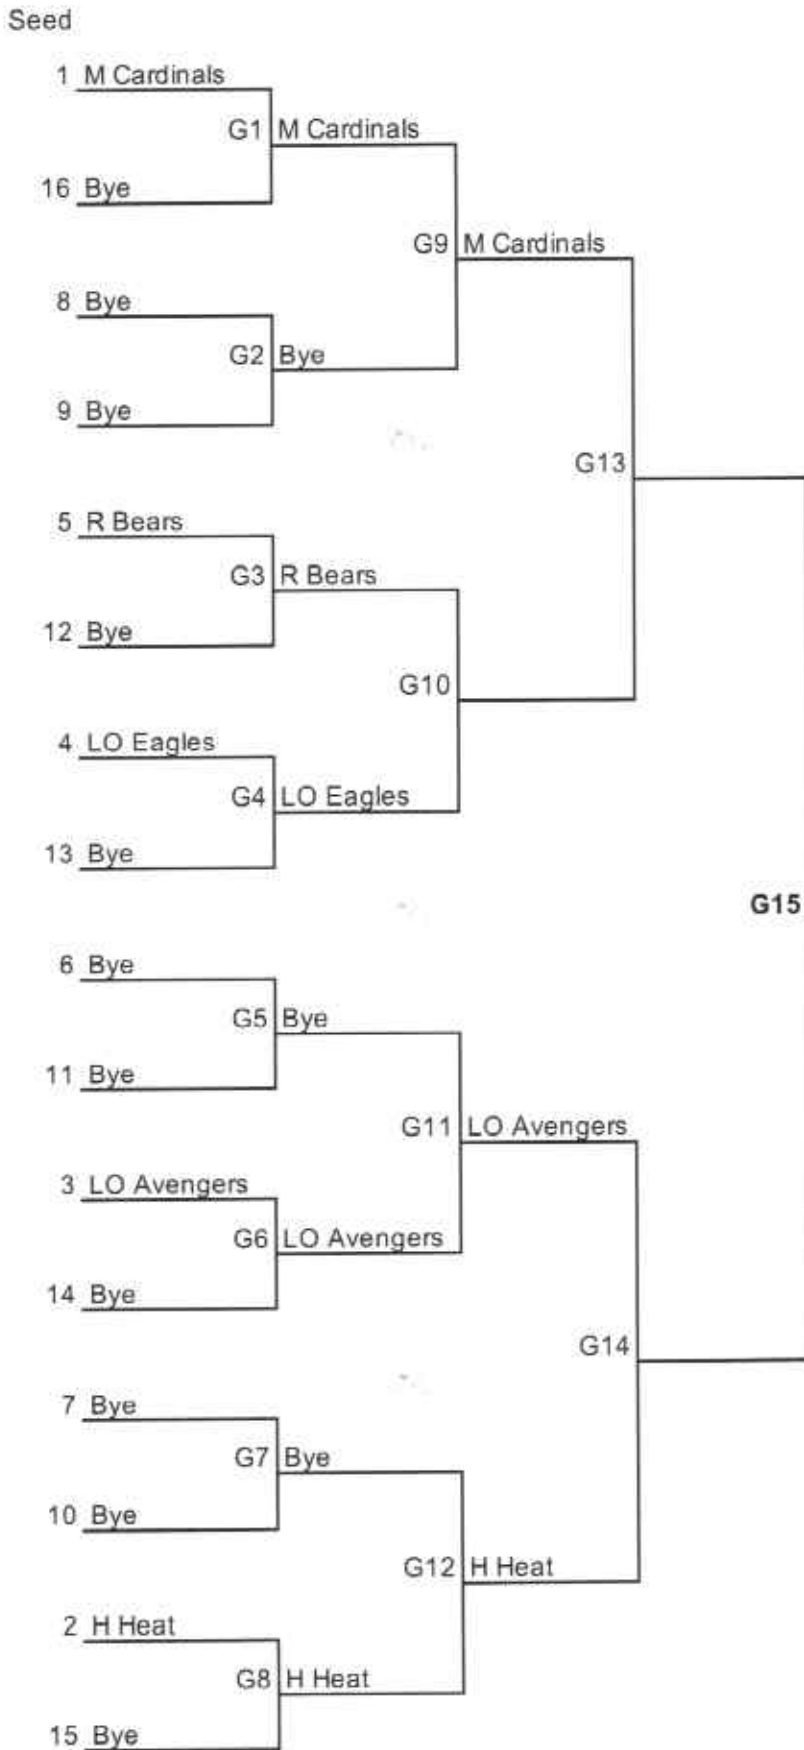 Seed
1 M Cardinals
G1 M Cardinals
16 Bye
G9 M Cardinals
8 Bye
G2 Bye
9 Bye
G13
5 R Bears
G3 R Bears
12 Bye
G10
4 LO Eagles
G4 LO Eagles
13 Bye
G15
6 Bye
G5 Bye
11 Bye
G11 LO Avengers
3 LO Avengers
G6 LO Avengers
14 Bye
G14
7 Bye
G7 Bye
10 Bye
G12 H Heat
2 H Heat
G8 H Heat
15 Bye